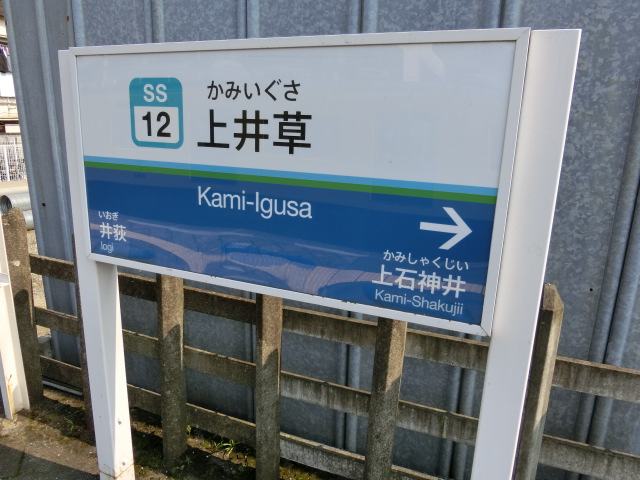 SS
12
かみいぐさ
上井草
Kami-Igusa
いおぎ
井荻
Iogi
かみしゃくじい
上石神井
Kami-Shakujii